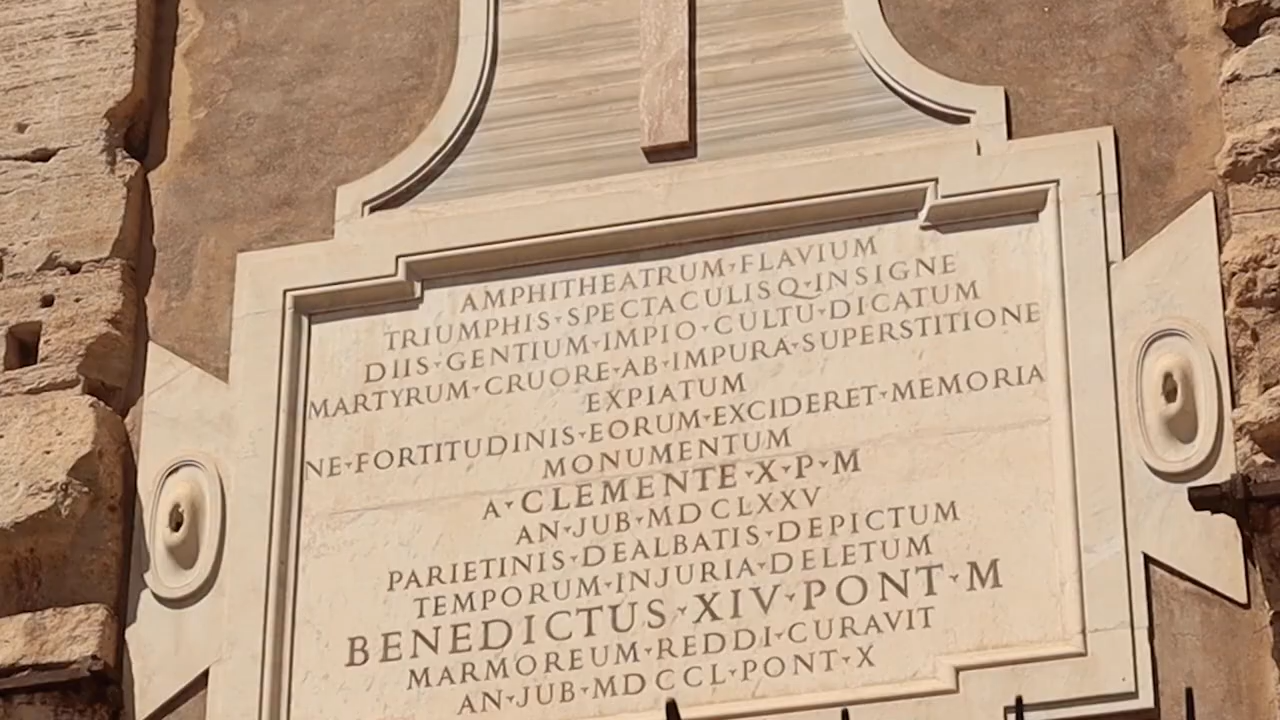 AMPHITHEATRUM▾FLAVIUM
TRIUMPHIS▾SPECTACULISQ▾INSIGNE
DIIS▾GENTIUM▾IMPIO▾CULTU▾DICATUM
MARTYRUM▾CRUORE▾AB▾IMPURA▾SUPERSTITIONE
EXPIATUM
NE▾FORTITUDINIS▾EORUM▾EXCIDERET▾MEMORIA
MONUMENTUM
A▾CLEMENTE▾X▾P▾M
AN▾JUB▾MDCLXXV
PARIETINIS▾DEALBATIS▾DEPICTUM
TEMPORUM▾INJURIA▾DELETUM
BENEDICTUS▾XIV▾PONT▾M
MARMOREUM▾REDDI▾CURAVIT
AN▾JUB▾MDCCL▾PONT▾X